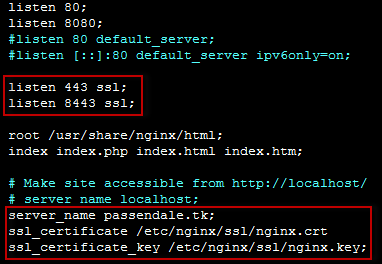 listen 80;
listen 8080;
#listen 80 default_server;
#listen [::]:80 default_server ipv6only=on;
listen 443 ssl;
listen 8443 ssl;
root /usr/share/nginx/html;
index index.php index.html index.htm;
# Make site accessible from http://localhost/
# server_name localhost;
server_name passendale.tk;
ssl_certificate /etc/nginx/ssl/nginx.crt
ssl_certificate_key /etc/nginx/ssl/nginx.key;